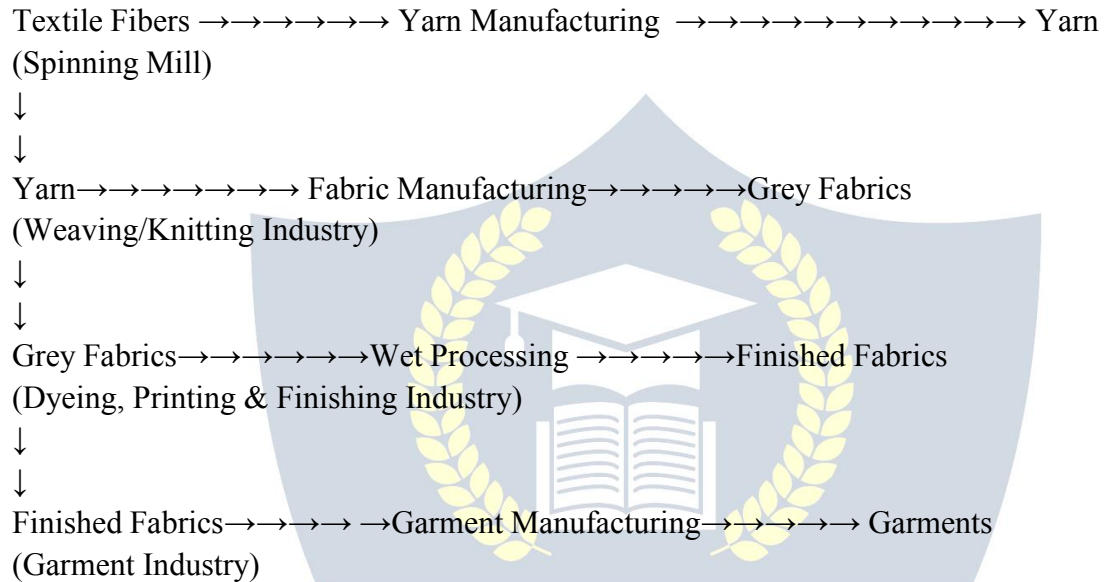 Textile Fibers →→→→→→ Yarn Manufacturing →→→→→→→→→→ Yarn
(Spinning Mill)
↓
↓
Yarn→→→→→→ Fabric Manufacturing→→→→→Grey Fabrics
(Weaving/Knitting Industry)
↓
↓
Grey Fabrics→→→→→→Wet Processing →→→→→Finished Fabrics
(Dyeing, Printing & Finishing Industry)
↓
↓
Finished Fabrics→→→→ →Garment Manufacturing→→→→→ Garments
(Garment Industry)